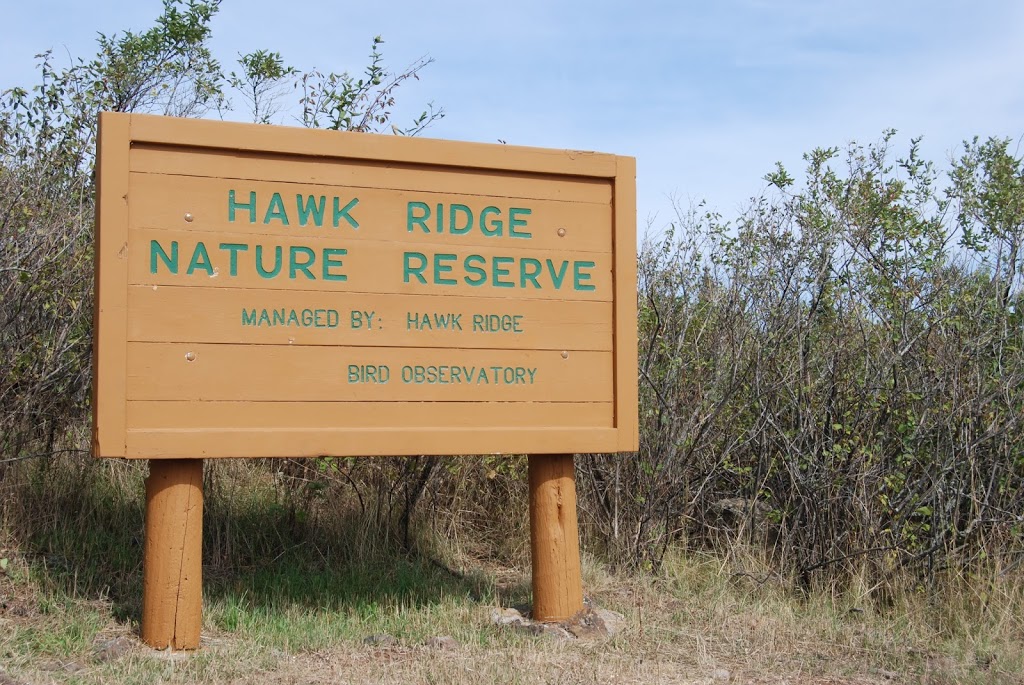 HAWK RIDGE
NATURE RESERVE
MANAGED BY: HAWK RIDGE
BIRD OBSERVATORY